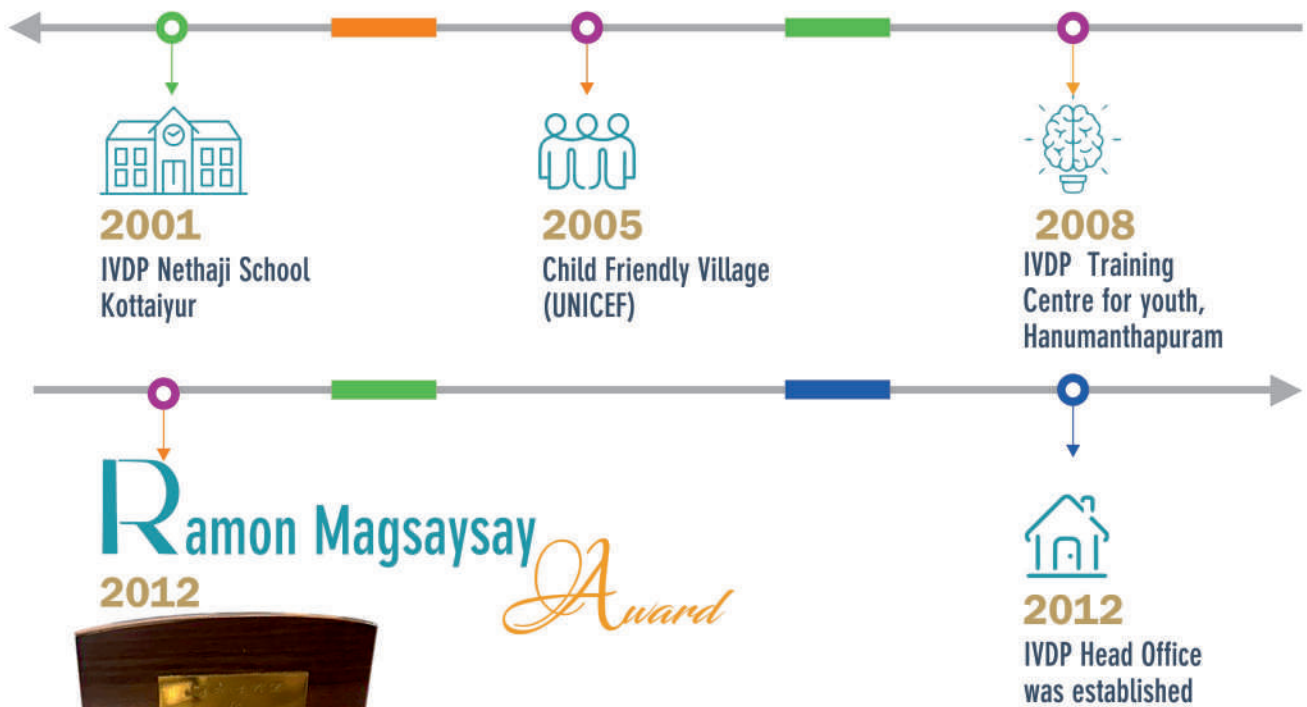 2001
IVDP Nethaji School
Kottaiyur
2005
Child Friendly Village
(UNICEF)
2008
IVDP Training
Centre for youth,
Hanumanthapuram
Ramon Magsaysay
Award
2012
2012
IVDP Head Office
was established